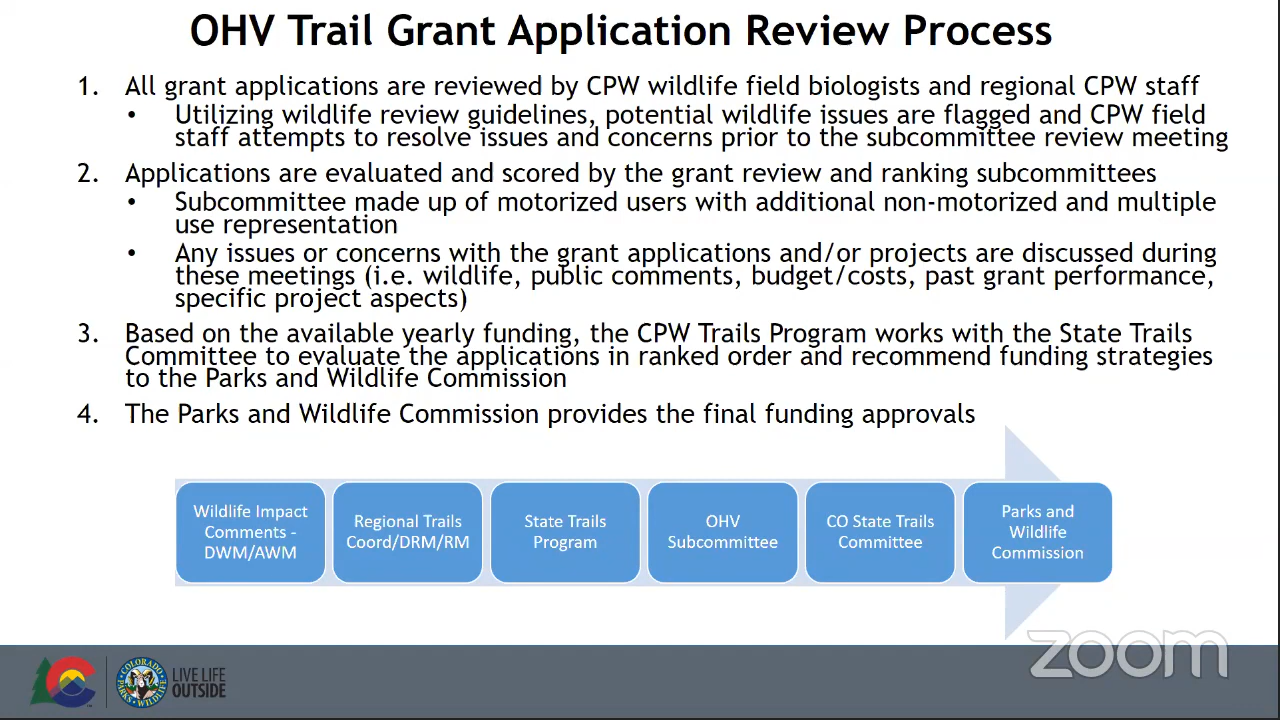 OHV Trail Grant Application Review Process
1. All grant applications are reviewed by CPW wildlife field biologists and regional CPW staff
• Utilizing wildlife review guidelines, potential wildlife issues are flagged and CPW field
staff attempts to resolve issues and concerns prior to the subcommittee review meeting
2. Applications are evaluated and scored by the grant review and ranking subcommittees
• Subcommittee made up of motorized users with additional non-motorized and multiple
use representation
• Any issues or concerns with the grant applications and/or projects are discussed during
these meetings (i.e. wildlife, public comments, budget/costs, past grant performance,
specific project aspects)
3. Based on the available yearly funding, the CPW Trails Program works with the State Trails
Committee to evaluate the applications in ranked order and recommend funding strategies
to the Parks and Wildlife Commission
4. The Parks and Wildlife Commission provides the final funding approvals
Wildlife Impact
Comments -
DWM/AWM
Regional Trails
Coord/DRM/RM
State Trails
Program
OHV
Subcommittee
CO State Trails
Committee
Parks and
Wildlife
Commission
COLORADO
PARKS
WILDLIFE
LIVE LIFE
OUTSIDE
zoom